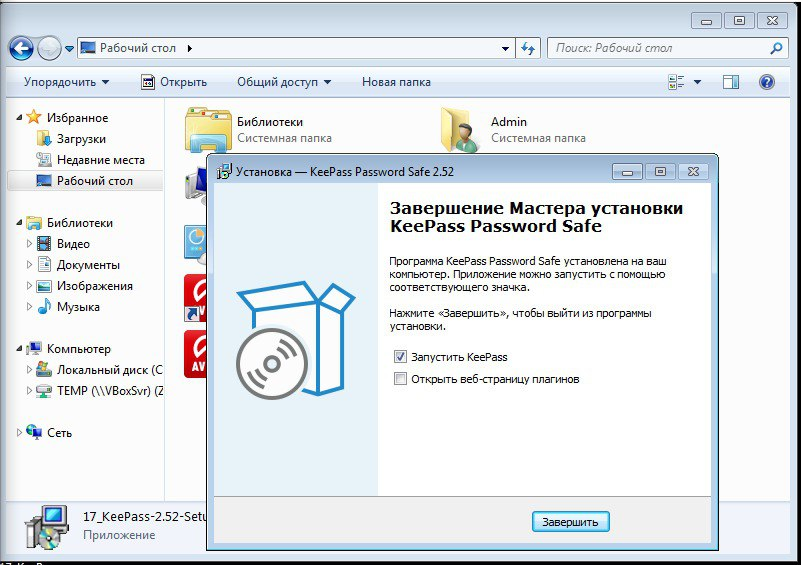 Рабочий стол
Поиск: Рабочий стол
Упорядочить
Открыть
Общий доступ
Новая папка
Избранное
Загрузки
Недавние места
Рабочий стол
Библиотеки
Видео
Документы
Изображения
Музыка
Компьютер
Локальный диск (C
TEMP (\\VBoxSvr) (Z
Сеть
Библиотеки
Системная папка
Admin
Системная папка
AV
Установка — KeePass Password Safe 2.52
Завершение Мастера установки
KeePass Password Safe
Программа KeePass Password Safe установлена на ваш
компьютер. Приложение можно запустить с помощью
соответствующего значка.
Нажмите «Завершить», чтобы выйти из программы
установки.
Запустить KeePass
Открыть веб-страницу плагинов
Завершить
17_KeePass-2.52-Setu
Приложение